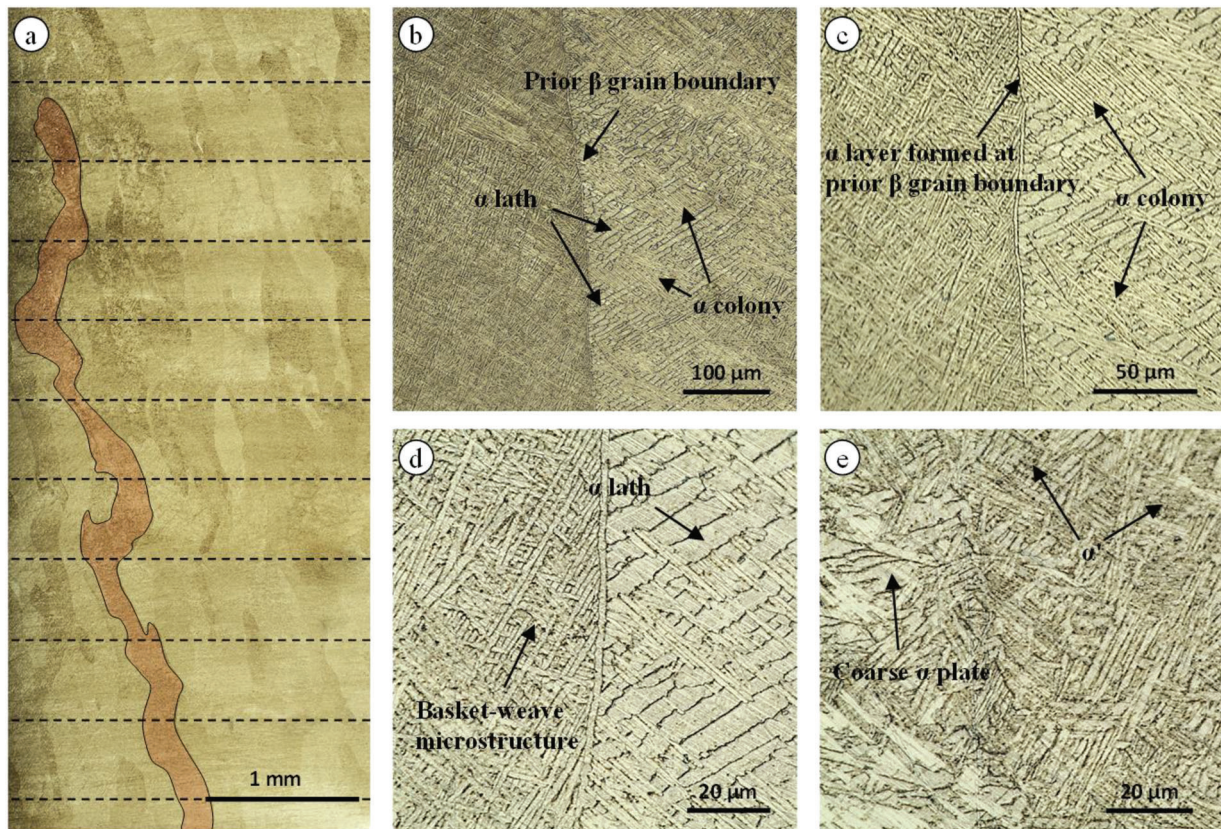 a
1 mm
b
Prior β grain boundary
α lath
α colony
100 μm
c
α layer formed at
prior β grain boundary
α colony
50 μm
d
α lath
Basket-weave
microstructure
20 μm
e
α'
Coarse α plate
20 μm